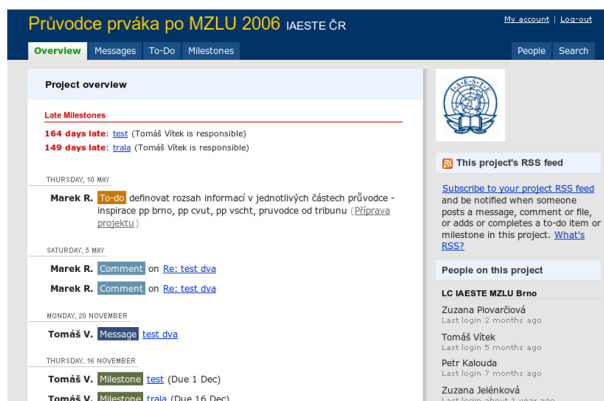 Průvodce prváka po MZLU 2006 IAESTE ČR
My account | Log-out
Overview Messages To-Do Milestones People Search
Project overview
Late Milestones
164 days late: test (Tomáš Vítek is responsible)
149 days late: trala (Tomáš Vítek is responsible)
THURSDAY, 10 MAY
Marek R. To-do definovat rozsah informací v jednotlivých částech průvodce -
inspirace pp brno, pp cvut, pp vscht, pruvodce od tribunu (Příprava
projektu)
SATURDAY, 5 MAY
Marek R. Comment on Re: test dva
Marek R. Comment on Re: test dva
MONDAY, 20 NOVEMBER
Tomáš V. Message test dva
THURSDAY, 16 NOVEMBER
Tomáš V. Milestone test (Due 1 Dec)
Tomáš V. Milestone trala (Due 16 Dec)
IAESTE
This project's RSS feed
Subscribe to your project RSS feed
and be notified when someone
posts a message, comment or file,
or adds or completes a to-do item or
milestone in this project. What's
RSS?
People on this project
LC IAESTE MZLU Brno
Zuzana Piovarčiová
Last login 2 months ago
Tomáš Vítek
Last login 5 months ago
Petr Kalouda
Last login 7 months ago
Zuzana Jelénková
Last login about 1 year ago